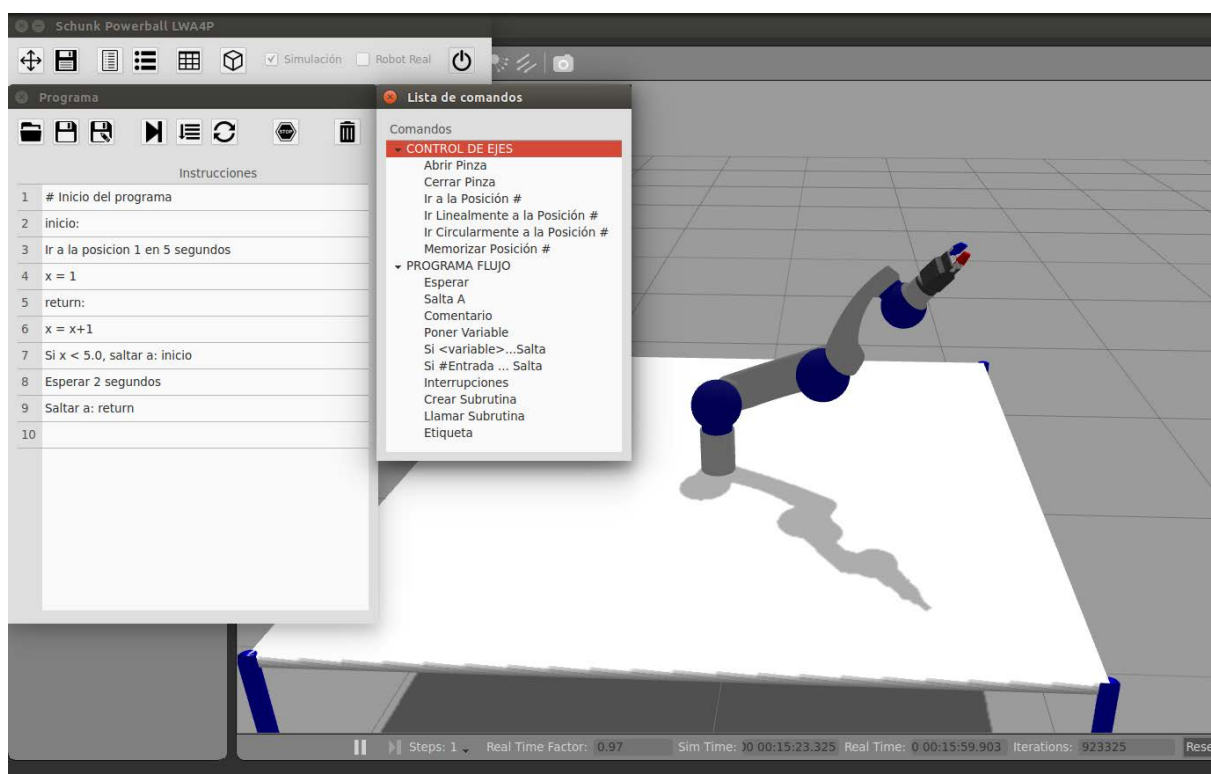 Schunk Powerball LWA4P
Simulación Robot Real
Programa
STOP
Instrucciones
1 # Inicio del programa
2 inicio:
3 Ir a la posicion 1 en 5 segundos
4 x = 1
5 return:
6 x = x+1
7 Si x < 5.0, saltar a: inicio
8 Esperar 2 segundos
9 Saltar a: return
10
Lista de comandos
Comandos
CONTROL DE EJES
Abrir Pinza
Cerrar Pinza
Ir a la Posición #
Ir Linealmente a la Posición #
Ir Circularmente a la Posición #
Memorizar Posición #
PROGRAMA FLUJO
Esperar
Salta A
Comentario
Poner Variable
Si <variable>...Salta
Si #Entrada ... Salta
Interrupciones
Crear Subrutina
Llamar Subrutina
Etiqueta
Steps: 1 Real Time Factor: 0.97 Sim Time: 00:15:23.325 Real Time: 0 00:15:59.903 Iterations: 923325 Rese